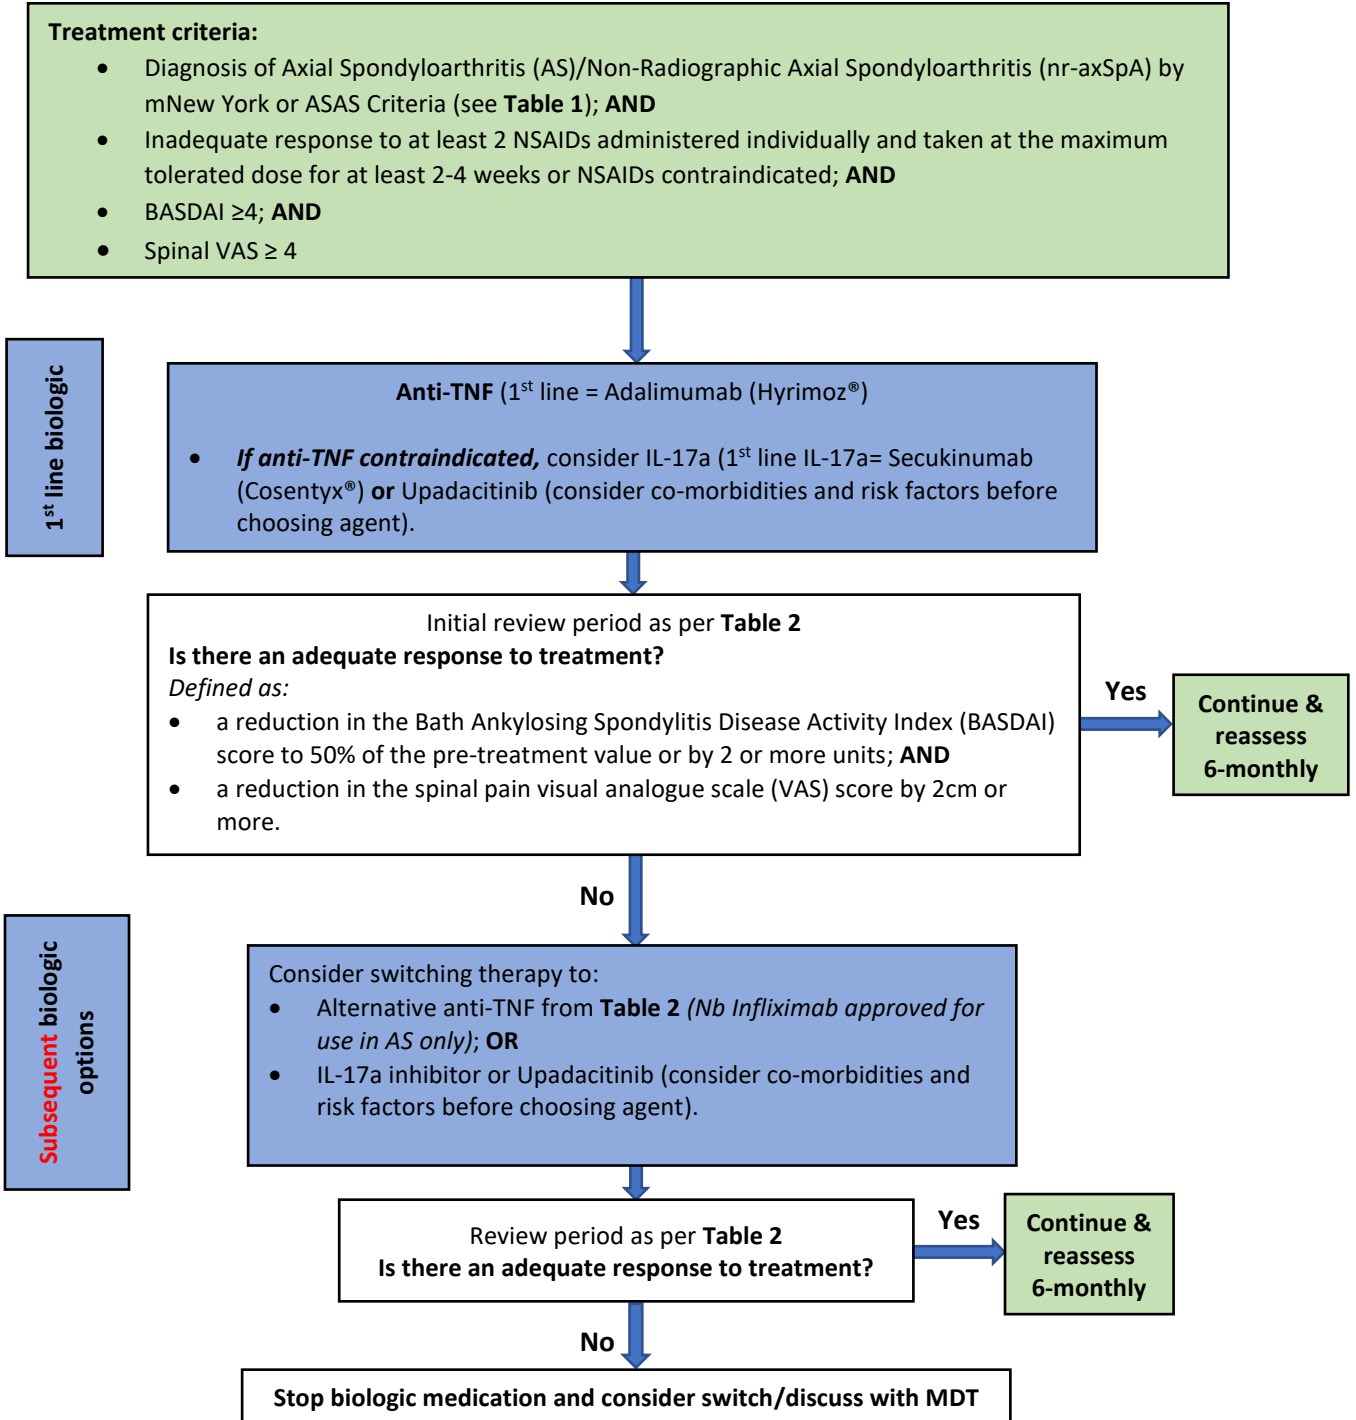 Treatment criteria:
• Diagnosis of Axial Spondyloarthritis (AS)/Non-Radiographic Axial Spondyloarthritis (nr-axSpA) by
mNew York or ASAS Criteria (see Table 1); AND
• Inadequate response to at least 2 NSAIDs administered individually and taken at the maximum
tolerated dose for at least 2-4 weeks or NSAIDs contraindicated; AND
• BASDAI ≥4; AND
• Spinal VAS ≥ 4
1st line biologic
Anti-TNF (1st line = Adalimumab (Hyrimoz®)
• If anti-TNF contraindicated, consider IL-17a (1st line IL-17a= Secukinumab
(Cosentyx®) or Upadacitinib (consider co-morbidities and risk factors before
choosing agent).
Initial review period as per Table 2
Is there an adequate response to treatment?
Defined as:
• a reduction in the Bath Ankylosing Spondylitis Disease Activity Index (BASDAI)
score to 50% of the pre-treatment value or by 2 or more units; AND
• a reduction in the spinal pain visual analogue scale (VAS) score by 2cm or
more.
Yes
Continue &
reassess
6-monthly
No
Subsequent biologic
options
Consider switching therapy to:
• Alternative anti-TNF from Table 2 (Nb Infliximab approved for
use in AS only); OR
• IL-17a inhibitor or Upadacitinib (consider co-morbidities and
risk factors before choosing agent).
Review period as per Table 2
Is there an adequate response to treatment?
Yes
Continue &
reassess
6-monthly
No
Stop biologic medication and consider switch/discuss with MDT